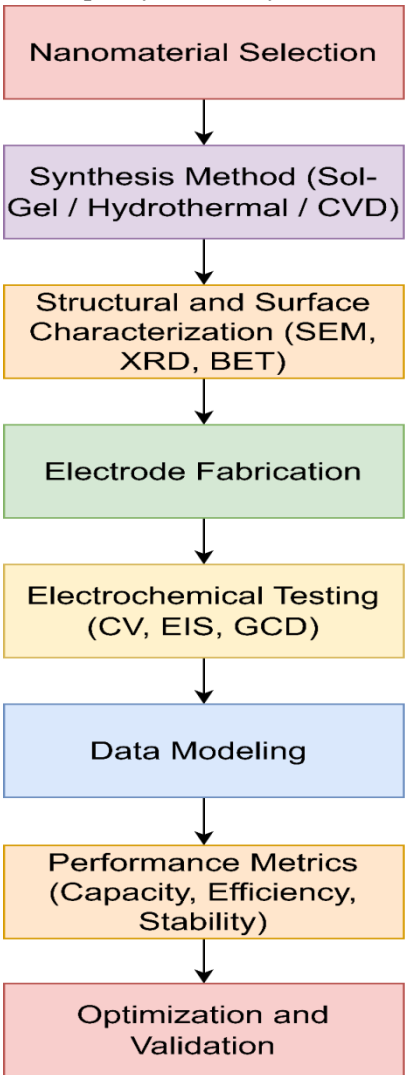 Nanomaterial Selection
Synthesis Method (Sol-
Gel / Hydrothermal / CVD)
Structural and Surface
Characterization (SEM,
XRD, BET)
Electrode Fabrication
Electrochemical Testing
(CV, EIS, GCD)
Data Modeling
Performance Metrics
(Capacity, Efficiency,
Stability)
Optimization and
Validation